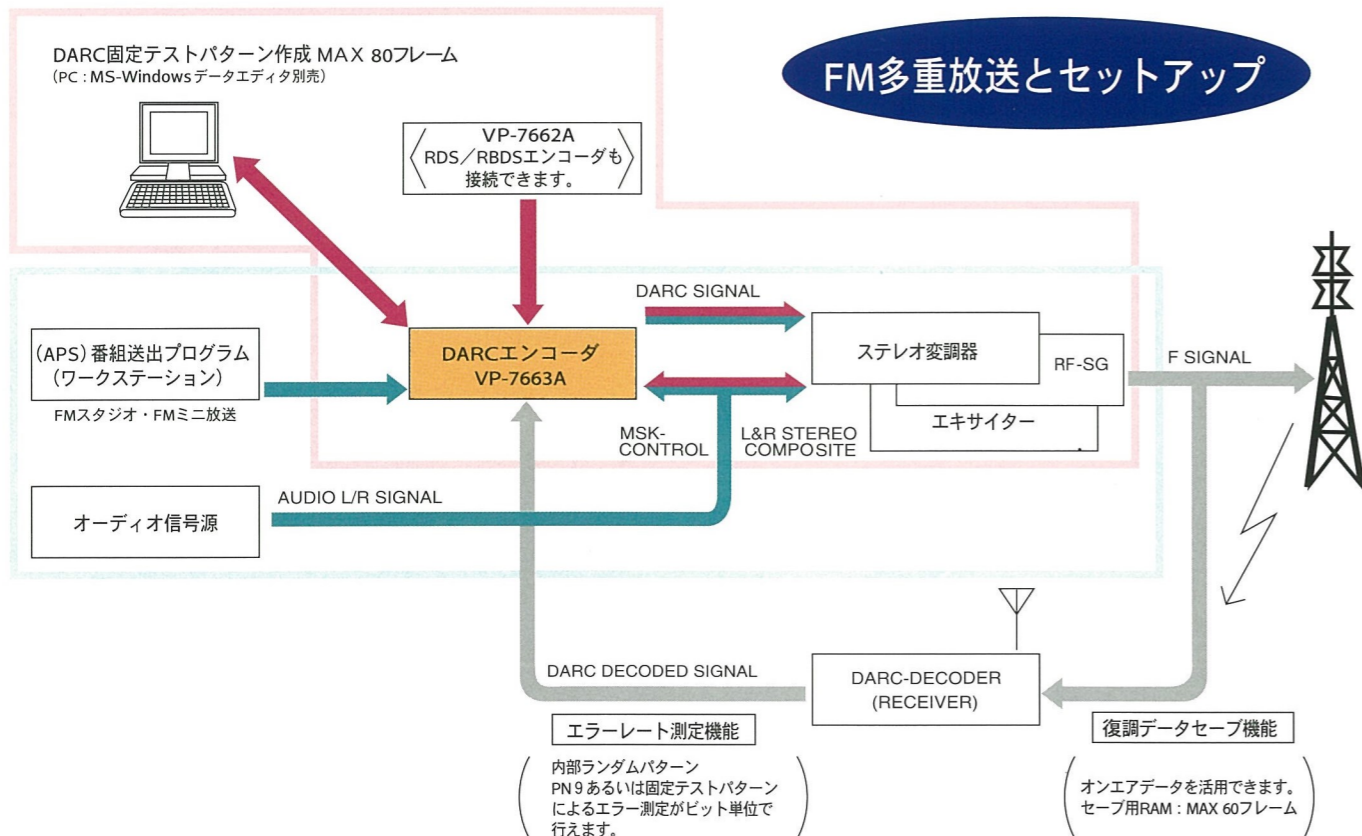 FM多重放送とセットアップ
DARC固定テストパターン作成 MAX 80フレーム
(PC : MS-Windowsデータエディタ別売)
VP-7662A
RDS／RBDSエンコーダも
接続できます。
DARC SIGNAL
(APS) 番組送出プログラム
(ワークステーション)
FMスタジオ・FMミニ放送
DARCエンコーダ
VP-7663A
ステレオ変調器
RF-SG
エキサイター
F SIGNAL
MSK-
CONTROL
L&R STEREO
COMPOSITE
オーディオ信号源
AUDIO L/R SIGNAL
DARC DECODED SIGNAL
DARC-DECODER
(RECEIVER)
エラーレート測定機能
内部ランダムパターン
PN 9 あるいは固定テストパターン
によるエラー測定がビット単位で
行えます。
復調データセーブ機能
オンエアデータを活用できます。
セーブ用RAM : MAX 60フレーム